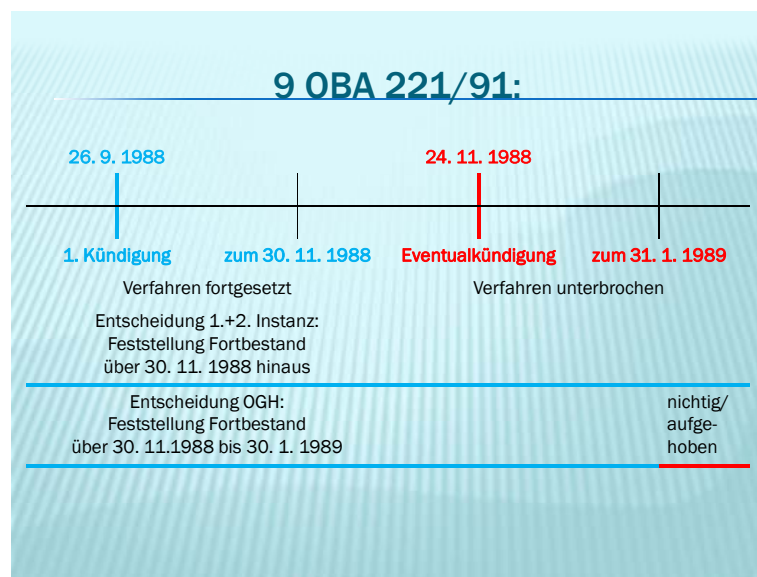 9 OBA 221/91:
26. 9. 1988
24. 11. 1988
1. Kündigung
zum 30. 11. 1988
Eventualkündigung
zum 31. 1. 1989
Verfahren fortgesetzt
Verfahren unterbrochen
Entscheidung 1.+2. Instanz:
Feststellung Fortbestand
über 30. 11. 1988 hinaus
Entscheidung OGH:
Feststellung Fortbestand
über 30. 11.1988 bis 30. 1. 1989
nichtig/
aufge-
hoben